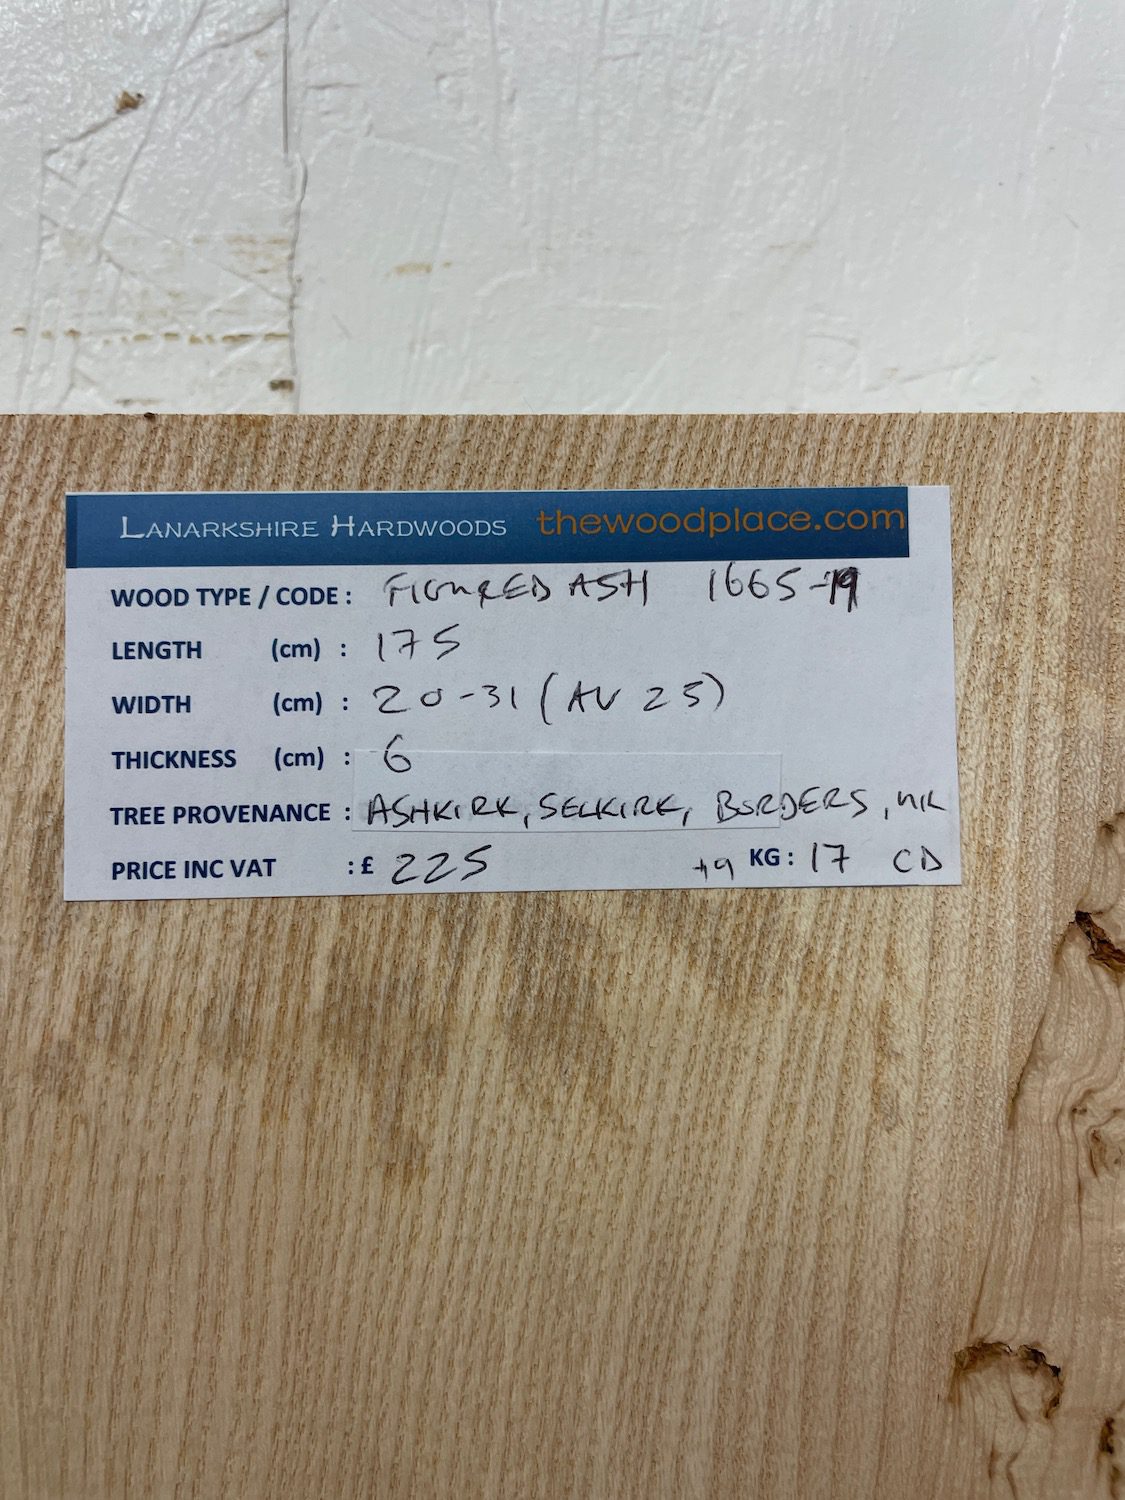 LANARKSHIRE HARDWOODS thewoodplace.com
WOOD TYPE / CODE : FIGURED ASH 1665-19
LENGTH (cm) : 175
WIDTH (cm) : 20-31 (AV 25)
THICKNESS (cm) : 6
TREE PROVENANCE : ASHKIRK, SELKIRK, BORDERS, UK
PRICE INC VAT : £ 225 KG : 17 CD